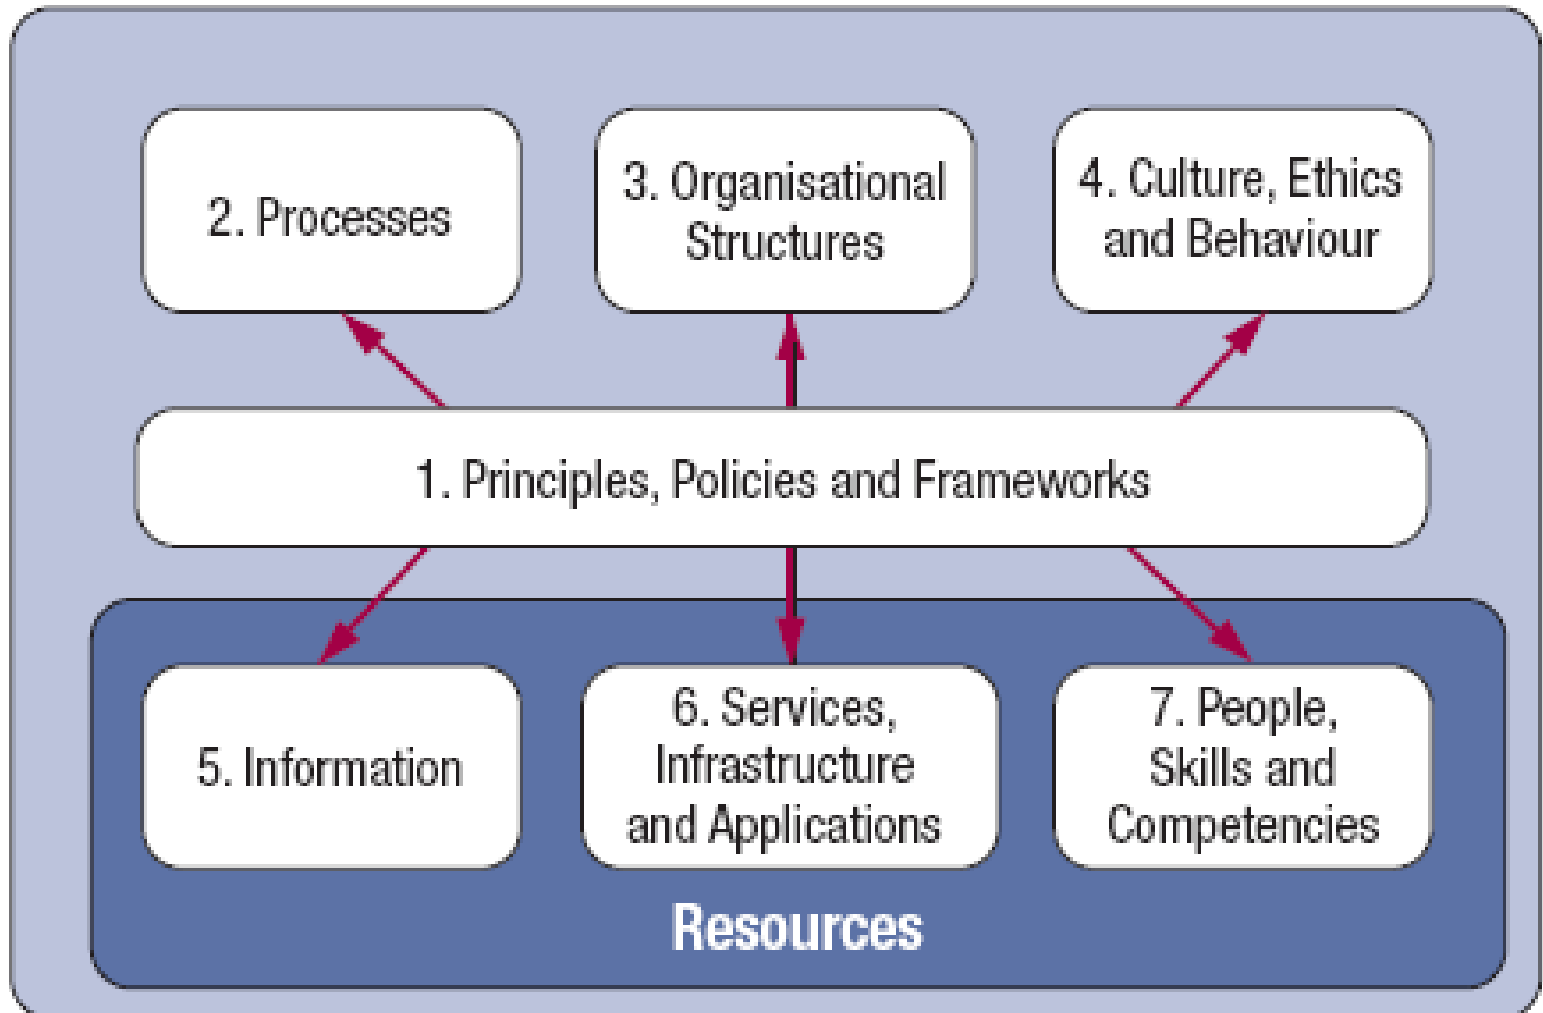 2. Processes
3. Organisational
Structures
4. Culture, Ethics
and Behaviour
1. Principles, Policies and Frameworks
5. Information
6. Services,
Infrastructure
and Applications
7. People,
Skills and
Competencies
Resources